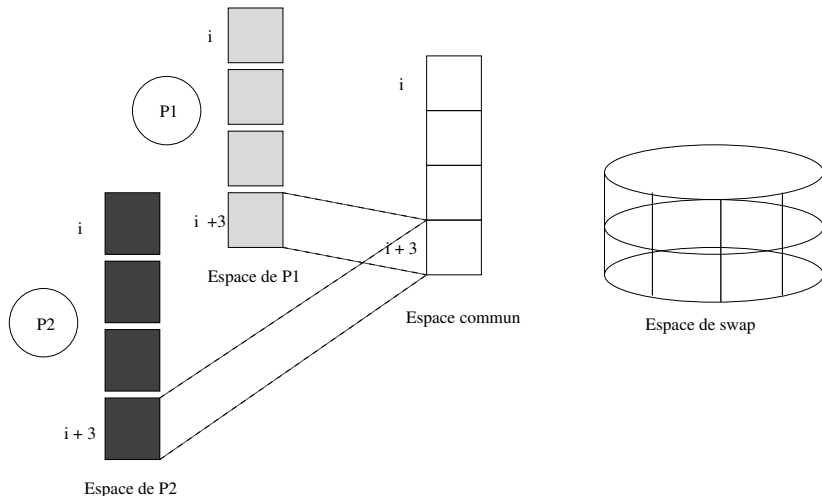 i
P1
i +3
Espace de P1
i
i + 3
Espace commun
Espace de swap
i
P2
i + 3
Espace de P2